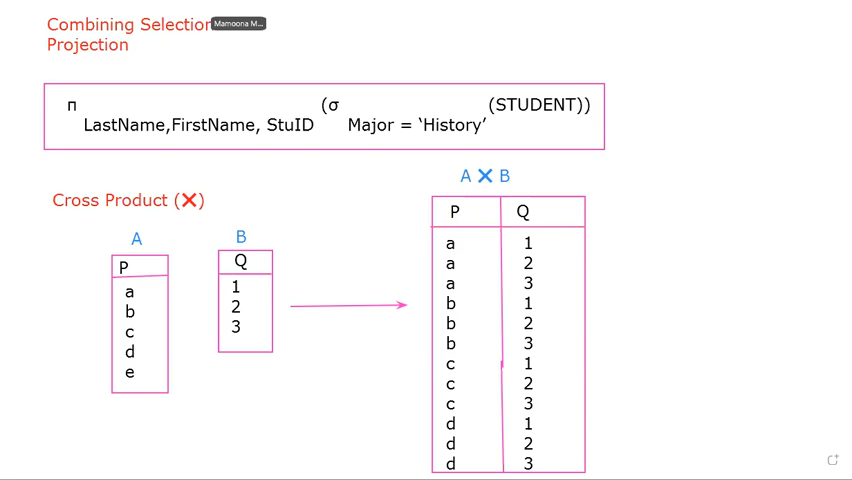 Combining Selection
Mamoona M...
Projection
π (σ (STUDENT))
LastName,FirstName, StuID Major = ‘History’
A ❌ B
Cross Product (❌)
P Q
A B
P Q
a
b
c
d
e
1
2
3
a 1
a 2
a 3
b 1
b 2
b 3
c 1
c 2
c 3
d 1
d 2
d 3